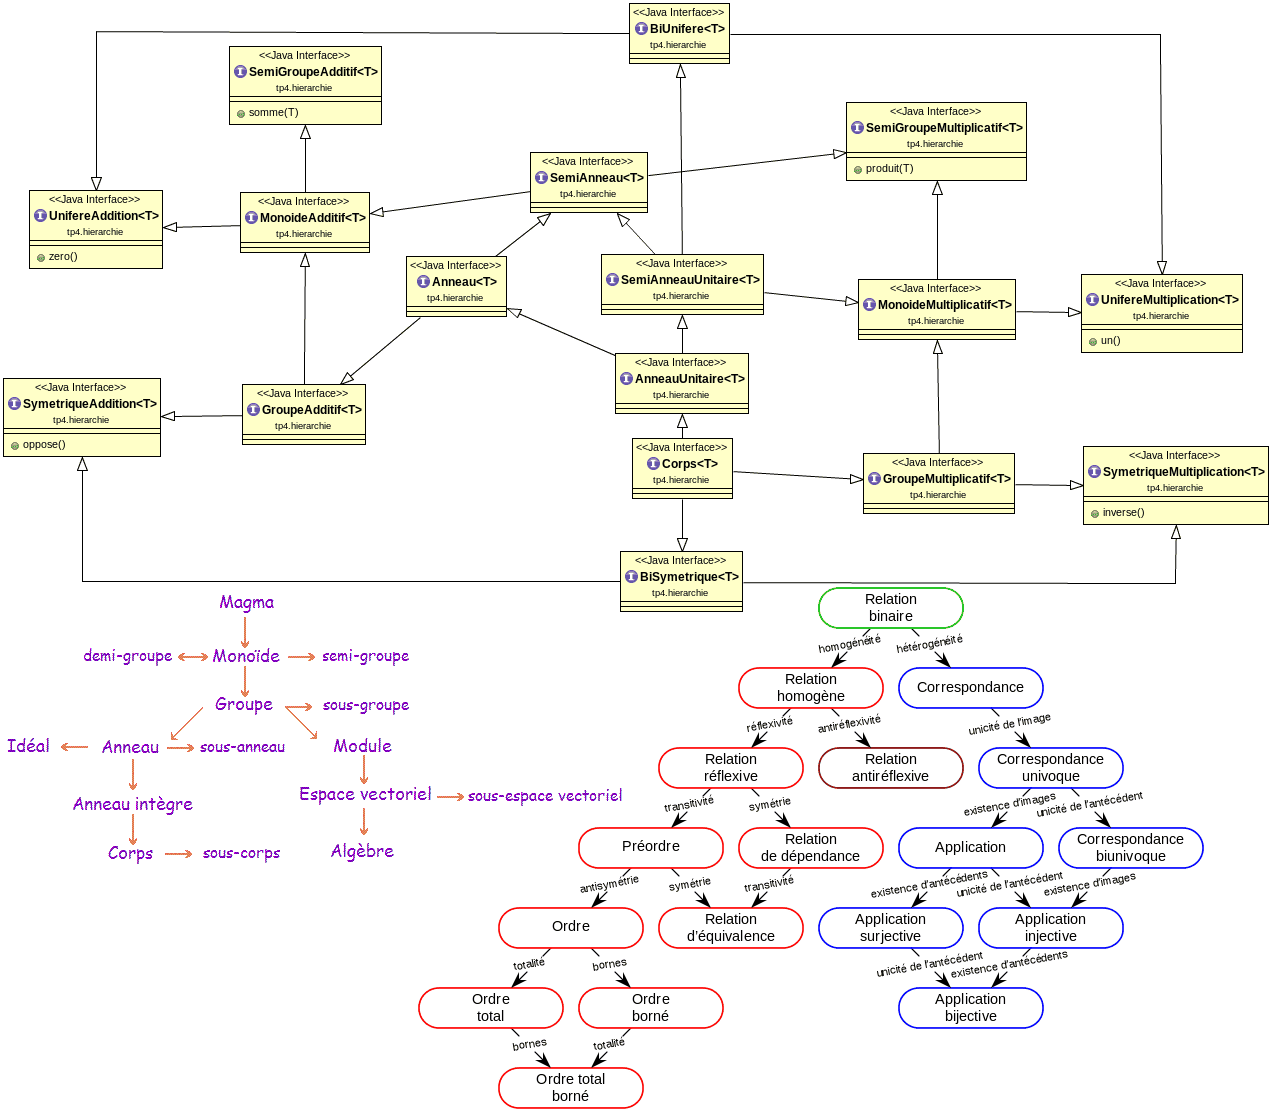 <<Java Interface>>
BiUnifere<T>
tp4.hierarchie
<<Java Interface>>
SemiGroupeAdditif<T>
tp4.hierarchie
somme(T)
<<Java Interface>>
SemiGroupeMultiplicatif<T>
tp4.hierarchie
produit(T)
<<Java Interface>>
SemiAnneau<T>
tp4.hierarchie
<<Java Interface>>
UnifereAddition<T>
tp4.hierarchie
zero()
<<Java Interface>>
MonoideAdditif<T>
tp4.hierarchie
<<Java Interface>>
Anneau<T>
tp4.hierarchie
<<Java Interface>>
SemiAnneauUnitaire<T>
tp4.hierarchie
<<Java Interface>>
MonoideMultiplicatif<T>
tp4.hierarchie
<<Java Interface>>
UnifereMultiplication<T>
tp4.hierarchie
un()
<<Java Interface>>
AnneauUnitaire<T>
tp4.hierarchie
<<Java Interface>>
SymetriqueAddition<T>
tp4.hierarchie
oppose()
<<Java Interface>>
GroupeAdditif<T>
tp4.hierarchie
<<Java Interface>>
Corps<T>
tp4.hierarchie
<<Java Interface>>
GroupeMultiplicatif<T>
tp4.hierarchie
<<Java Interface>>
SymetriqueMultiplication<T>
tp4.hierarchie
inverse()
<<Java Interface>>
BiSymetrique<T>
tp4.hierarchie
Magma
demi-groupe Monoïde semi-groupe
Groupe sous-groupe
Idéal Anneau sous-anneau Module
Anneau intègre Espace vectoriel sous-espace vectoriel
Corps sous-corps Algèbre
Relation
binaire
homogénéité hétérogénéité
Relation
homogène
Correspondance
réflexivité antiréflexivité unicité de l'image
Relation
réflexive
Relation
antiréflexive
Correspondance
univoque
transitivité symétrie existence d'images unicité de l'antécédent
Préordre
Relation
de dépendance
Application
Correspondance
biunivoque
antisymétrie symétrie transitivité existence d'antécédents unicité de l'antécédent existence d'images
Ordre
Relation
d'équivalence
Application
surjective
Application
injective
totalité bornes unicité de l'antécédent existence d'antécédents
Ordre
total
Ordre
borné
Application
bijective
bornes totalité
Ordre total
borné